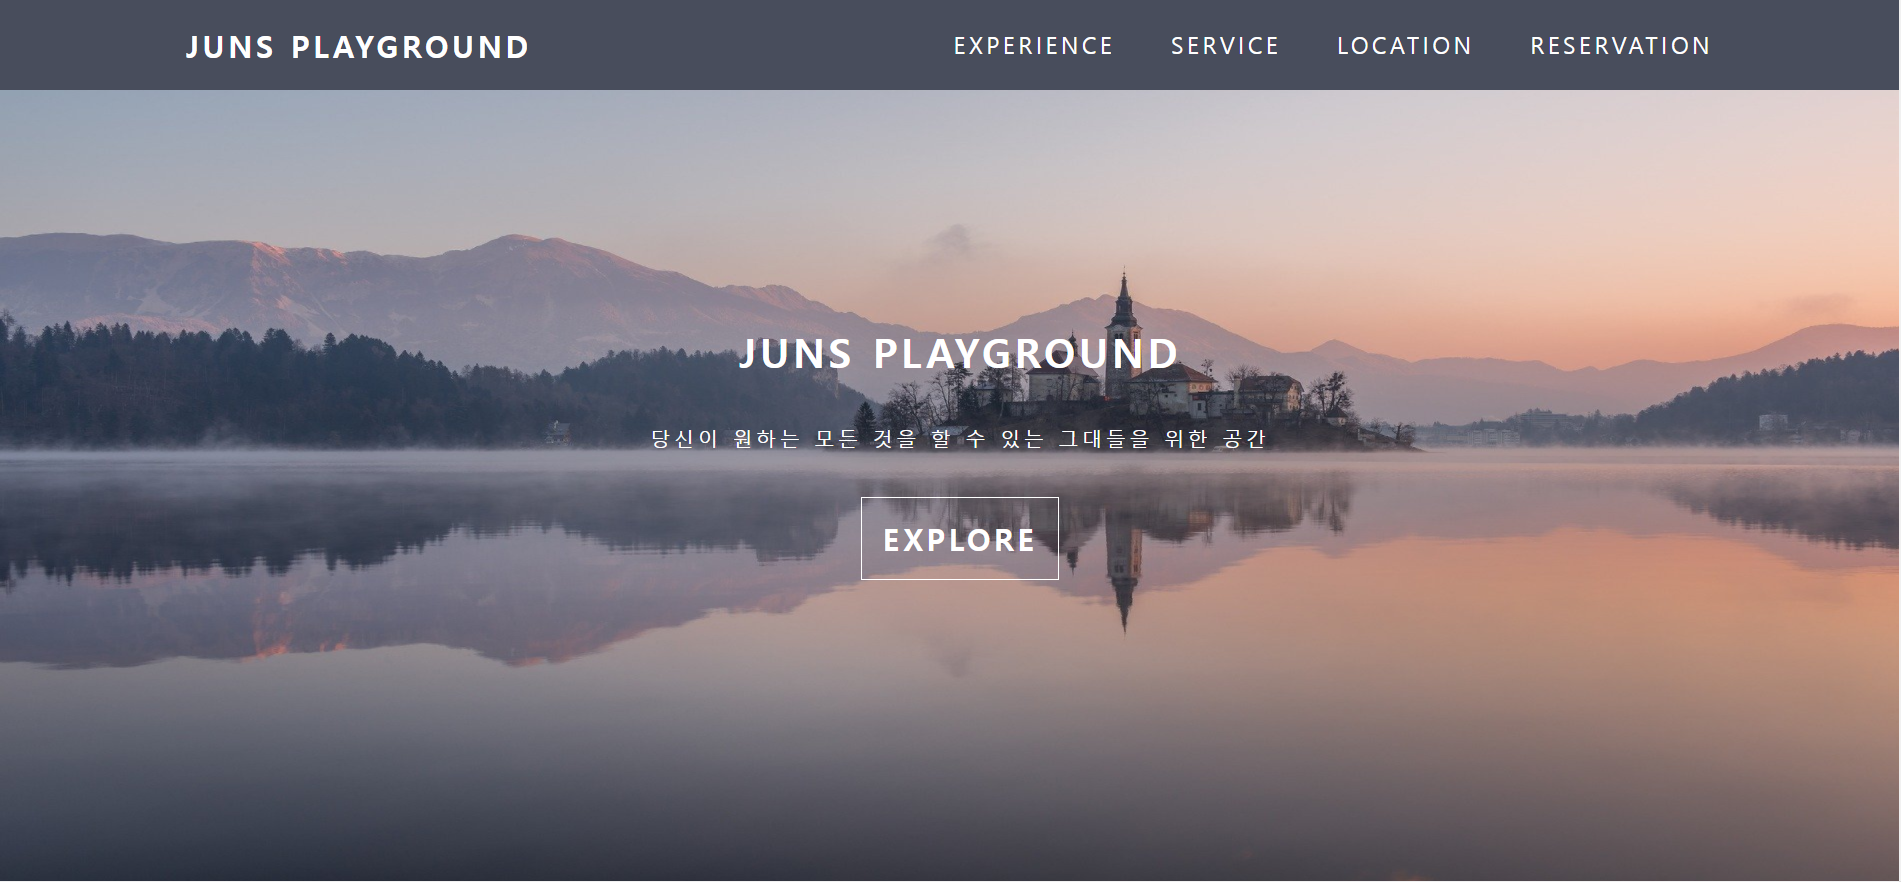 JUNS PLAYGROUND
EXPERIENCE SERVICE LOCATION RESERVATION
JUNS PLAYGROUND
당신이 원하는 모든 것을 할 수 있는 그대들을 위한 공간
EXPLORE